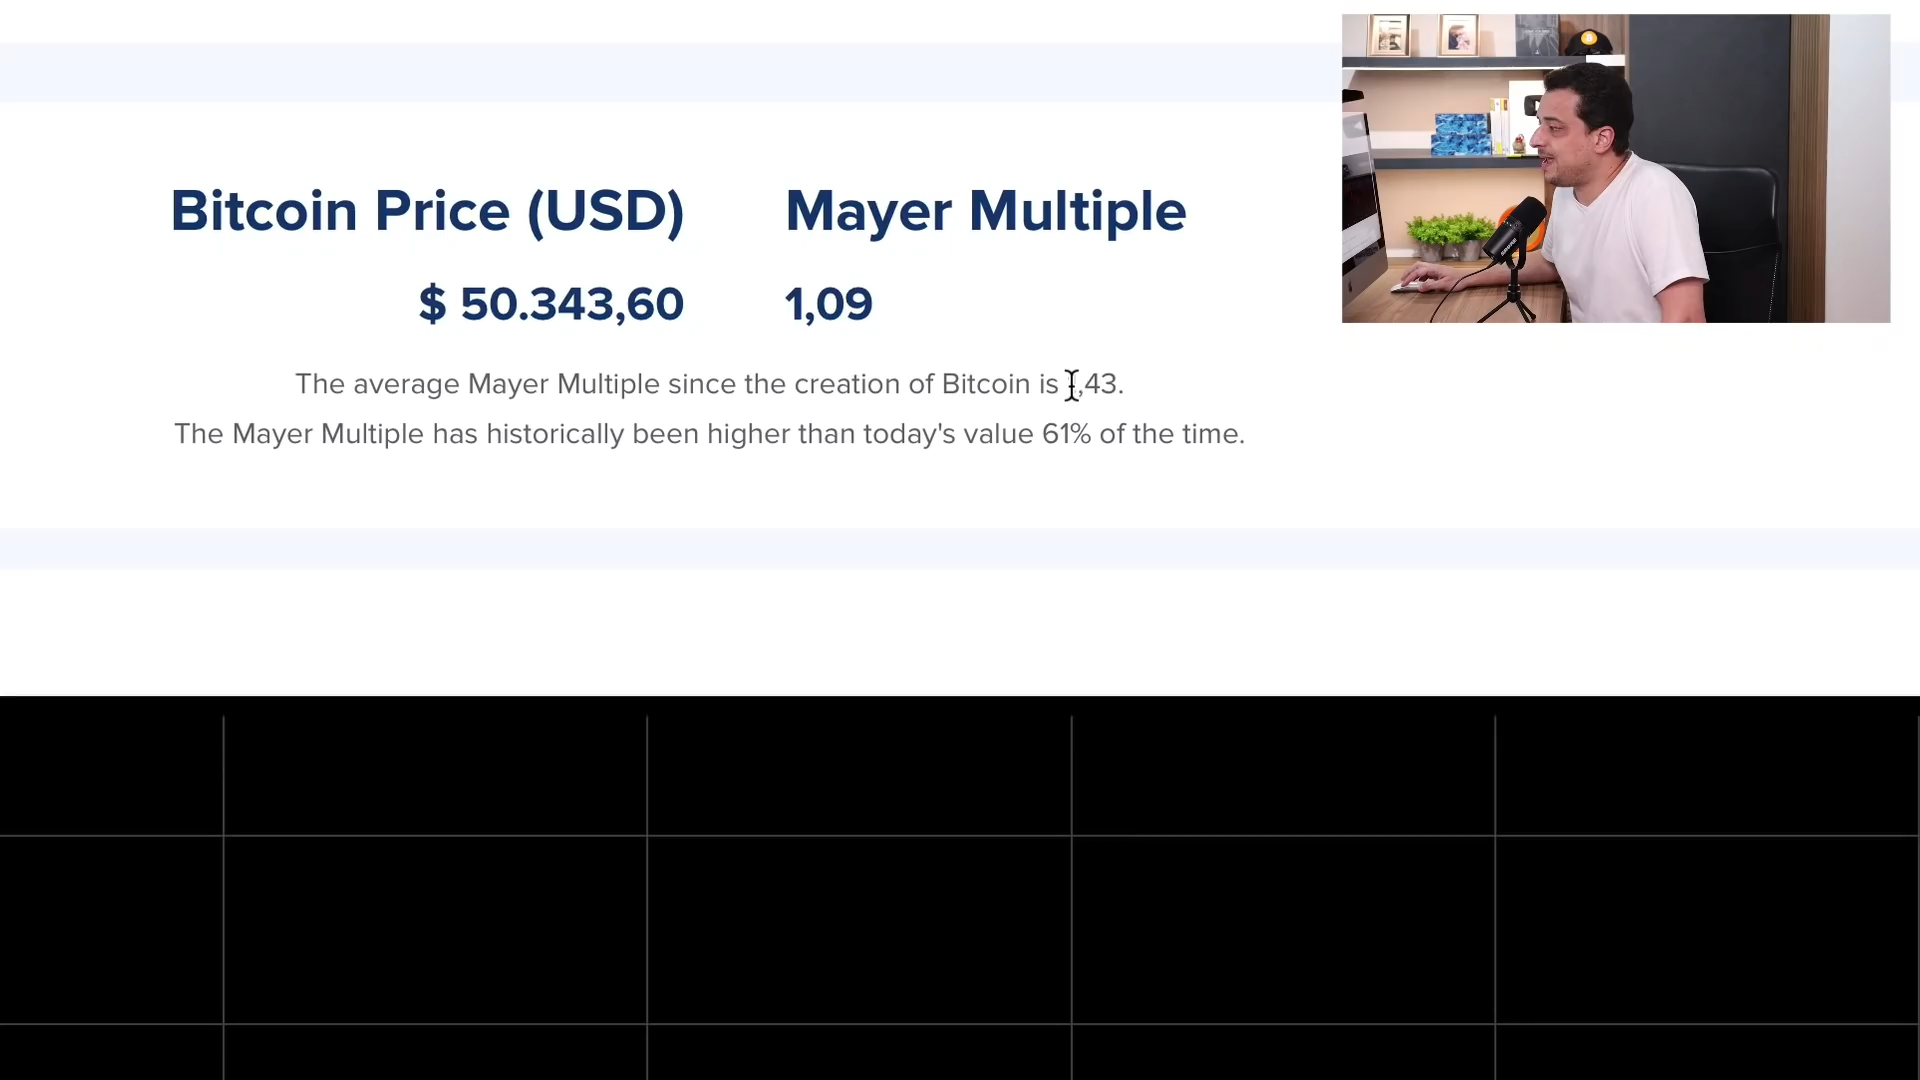 Bitcoin Price (USD)
Mayer Multiple
$ 50.343,60
1,09
The average Mayer Multiple since the creation of Bitcoin is ,43.
The Mayer Multiple has historically been higher than today's value 61% of the time.